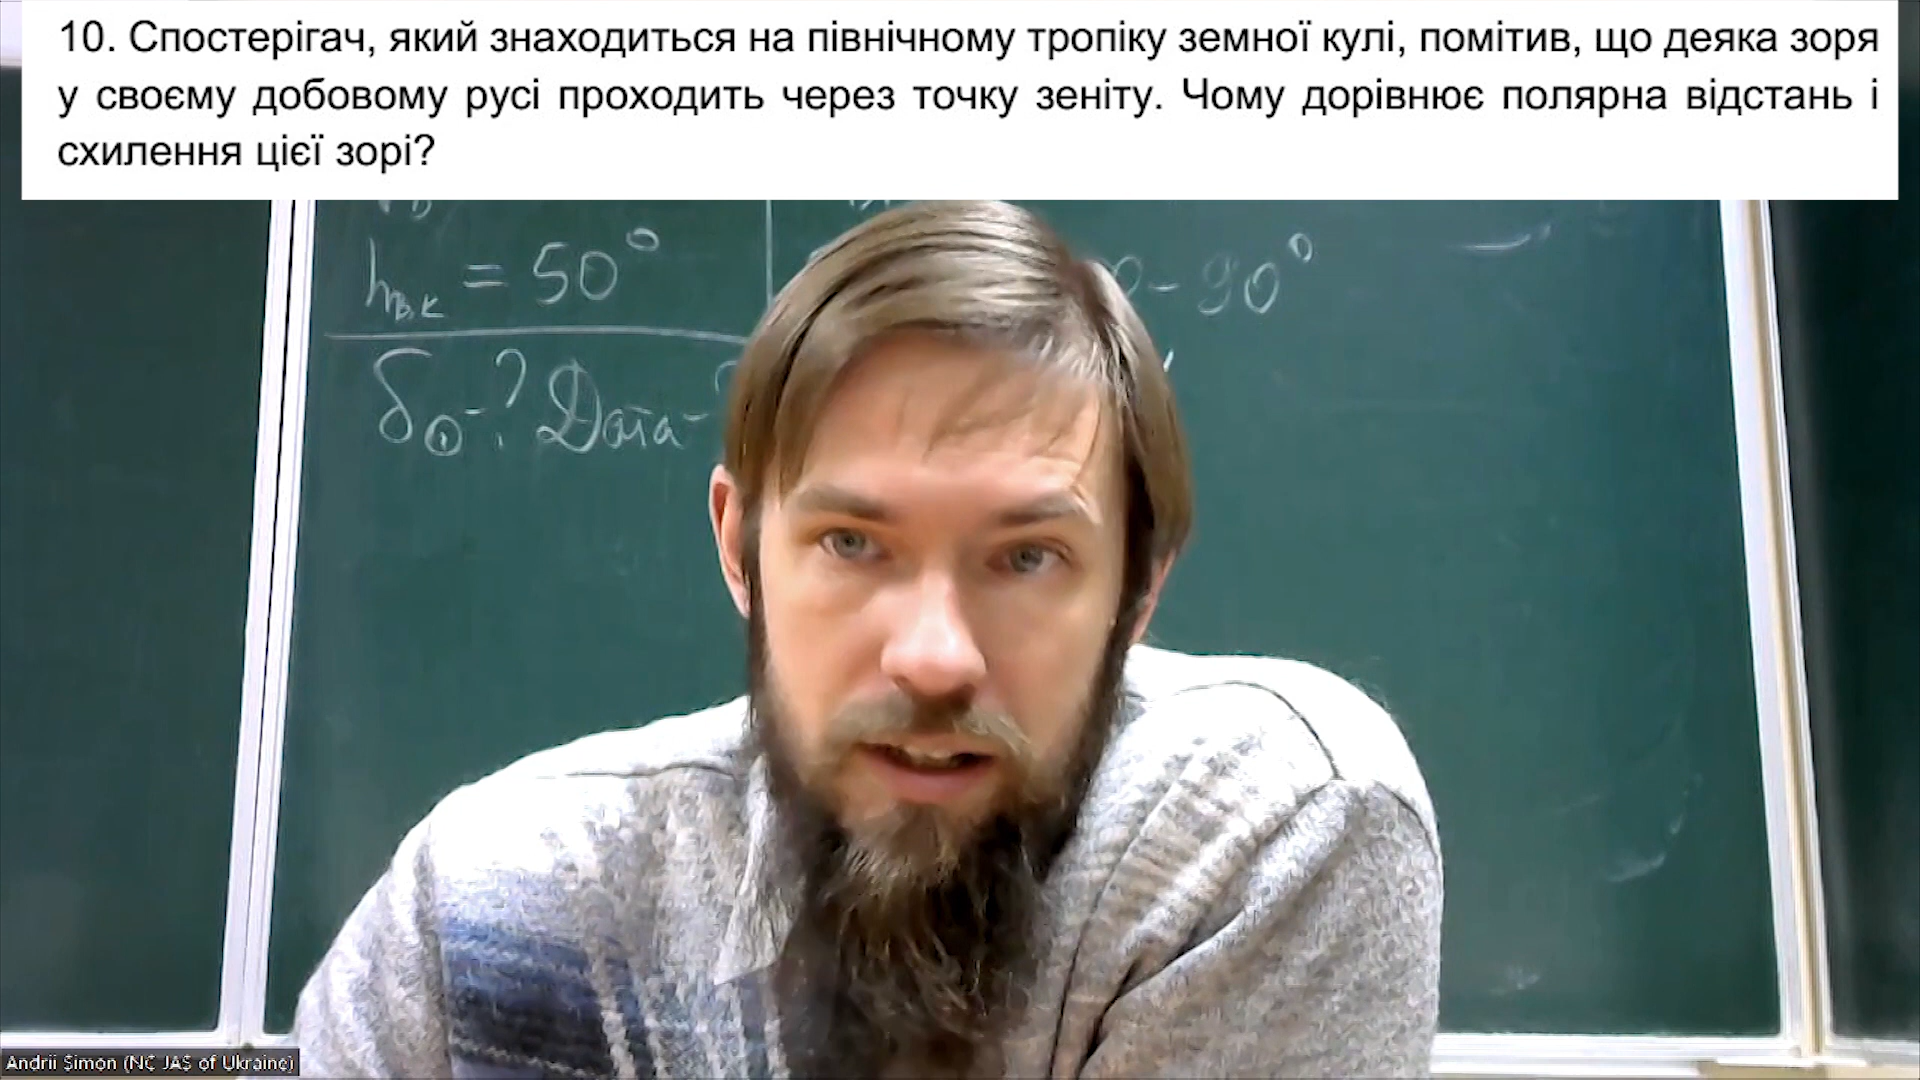 10. Спостерігач, який знаходиться на північному тропіку земної кулі, помітив, що деяка зоря
у своєму добовому русі проходить через точку зеніту. Чому дорівнює полярна відстань і
схилення цієї зорі?
h в.к = 50°
- 90°
δ⊙ - ? Дата -
Andrii Simon (NC JAS of Ukraine)